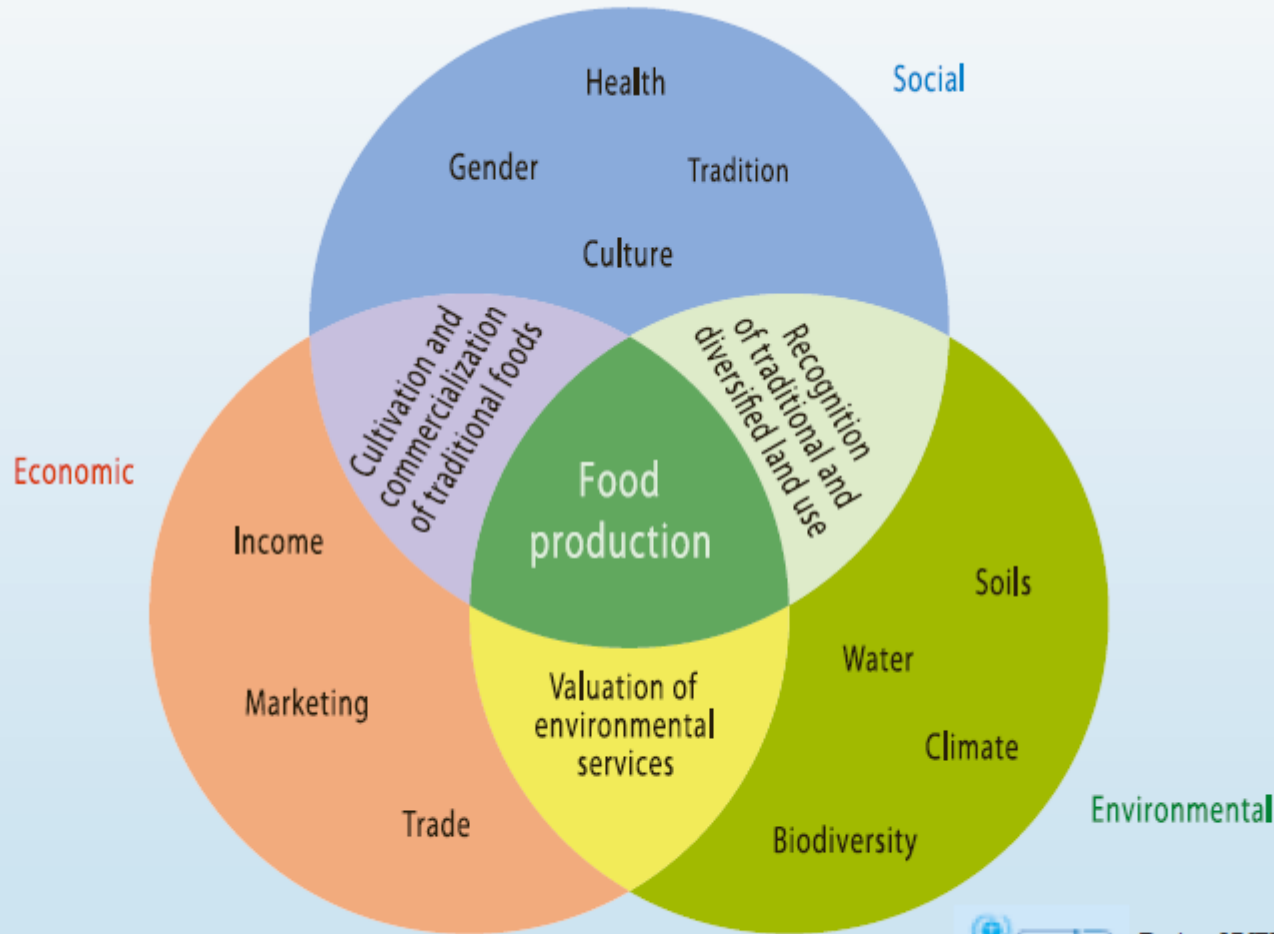 Health
Social
Gender
Tradition
Culture
Cultivation and
commercialization
of traditional foods
Recognition
of traditional and
diversified land use
Economic
Food
production
Income
Soils
Water
Marketing
Valuation of
environmental
services
Climate
Trade
Environmental
Biodiversity